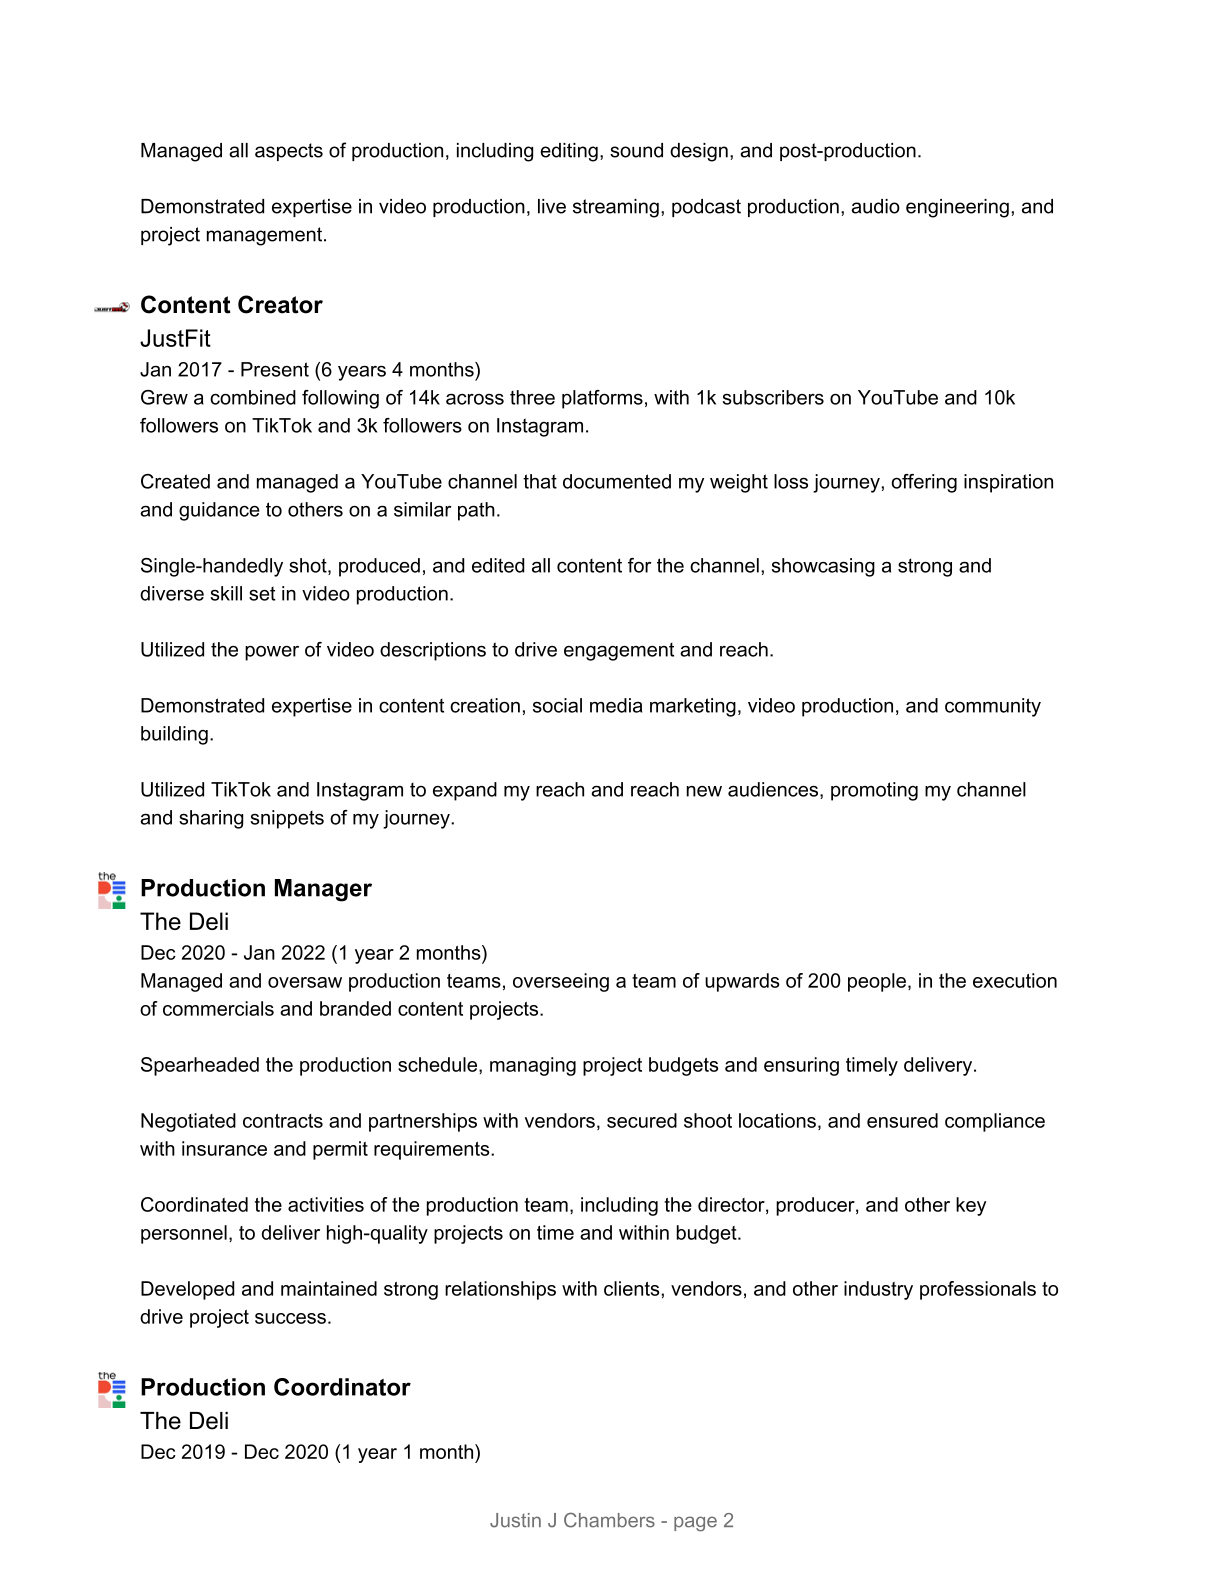 Managed all aspects of production, including editing, sound design, and post-production.
Demonstrated expertise in video production, live streaming, podcast production, audio engineering, and
project management.
Content Creator
JustFit
Jan 2017 - Present (6 years 4 months)
Grew a combined following of 14k across three platforms, with 1k subscribers on YouTube and 10k
followers on TikTok and 3k followers on Instagram.
Created and managed a YouTube channel that documented my weight loss journey, offering inspiration
and guidance to others on a similar path.
Single-handedly shot, produced, and edited all content for the channel, showcasing a strong and
diverse skill set in video production.
Utilized the power of video descriptions to drive engagement and reach.
Demonstrated expertise in content creation, social media marketing, video production, and community
building.
Utilized TikTok and Instagram to expand my reach and reach new audiences, promoting my channel
and sharing snippets of my journey.
the
Production Manager
The Deli
Dec 2020 - Jan 2022 (1 year 2 months)
Managed and oversaw production teams, overseeing a team of upwards of 200 people, in the execution
of commercials and branded content projects.
Spearheaded the production schedule, managing project budgets and ensuring timely delivery.
Negotiated contracts and partnerships with vendors, secured shoot locations, and ensured compliance
with insurance and permit requirements.
Coordinated the activities of the production team, including the director, producer, and other key
personnel, to deliver high-quality projects on time and within budget.
Developed and maintained strong relationships with clients, vendors, and other industry professionals to
drive project success.
the
Production Coordinator
The Deli
Dec 2019 - Dec 2020 (1 year 1 month)
Justin J Chambers - page 2